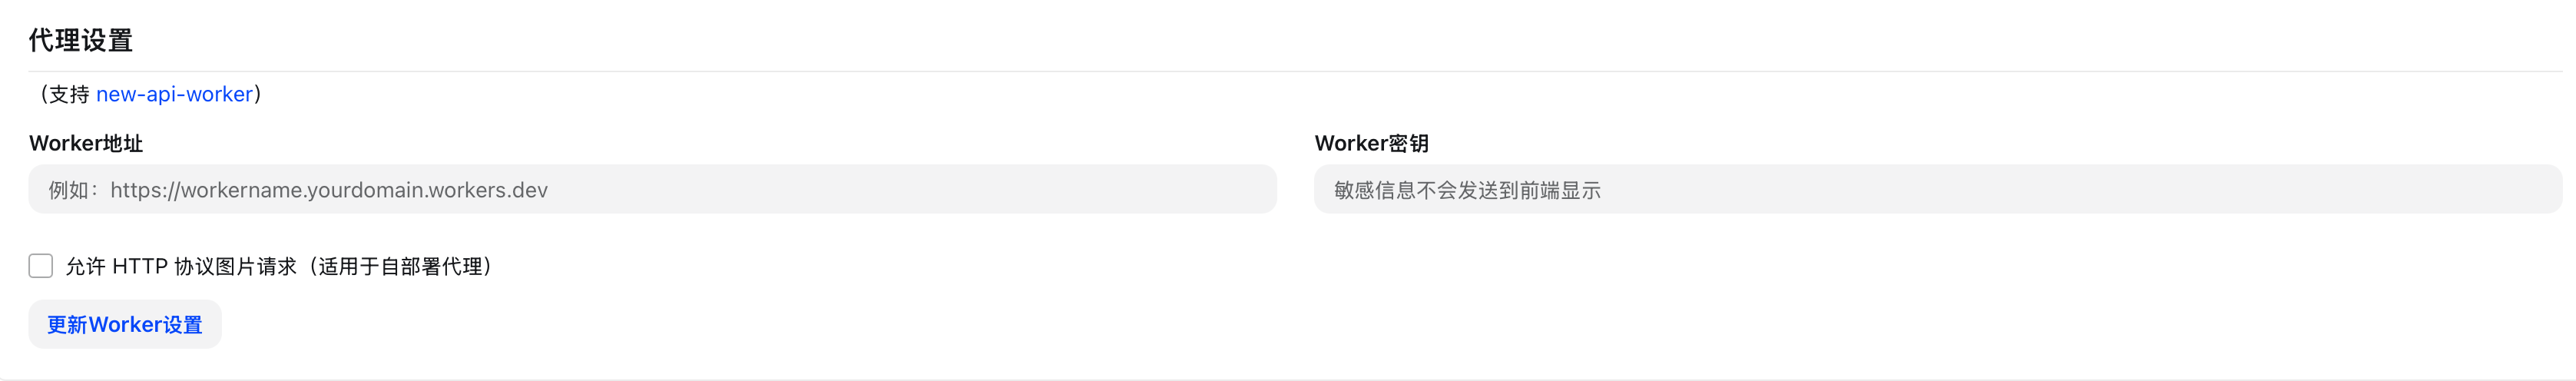 代理设置
（支持 new-api-worker）
Worker地址
Worker密钥
例如：https://workername.yourdomain.workers.dev
敏感信息不会发送到前端显示
允许 HTTP 协议图片请求（适用于自部署代理）
更新Worker设置